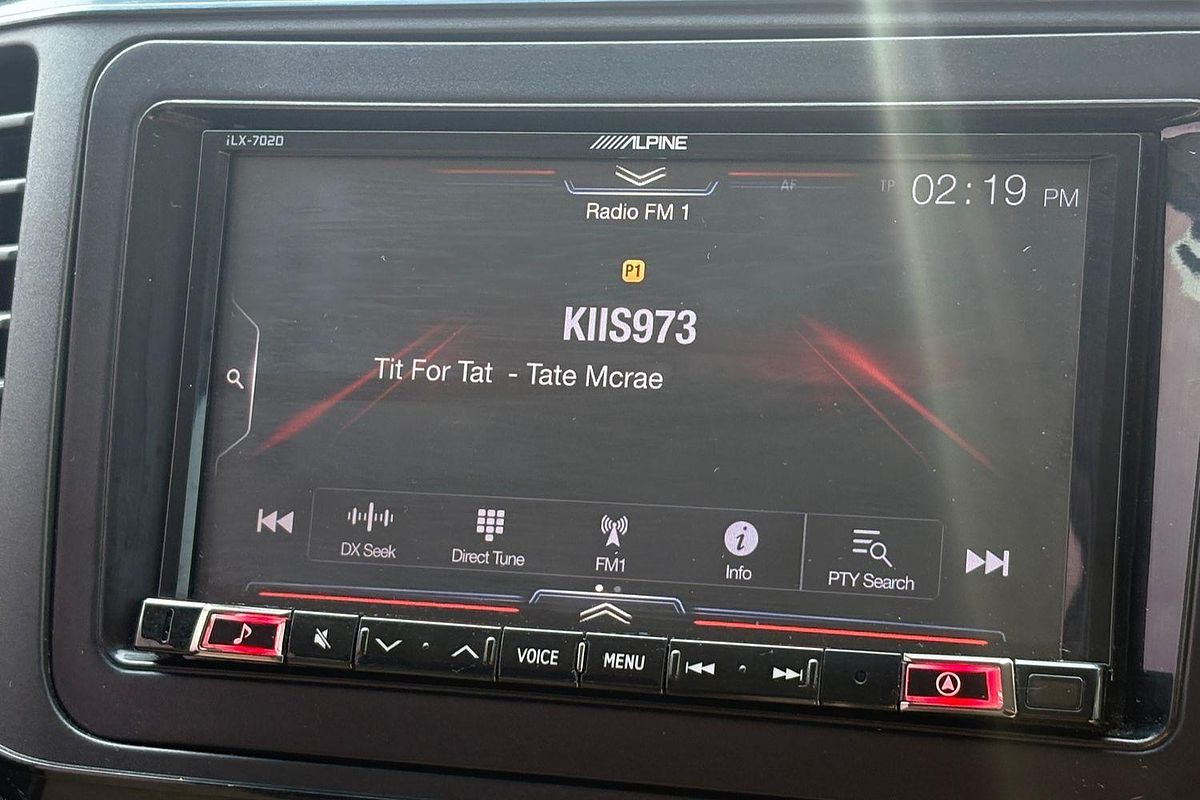 iLX-702D
ALPINE
AF
TP
02:19 PM
Radio FM 1
P1
KIIS973
Tit For Tat - Tate Mcrae
DX Seek
Direct Tune
FM1
Info
PTY Search
VOICE
MENU